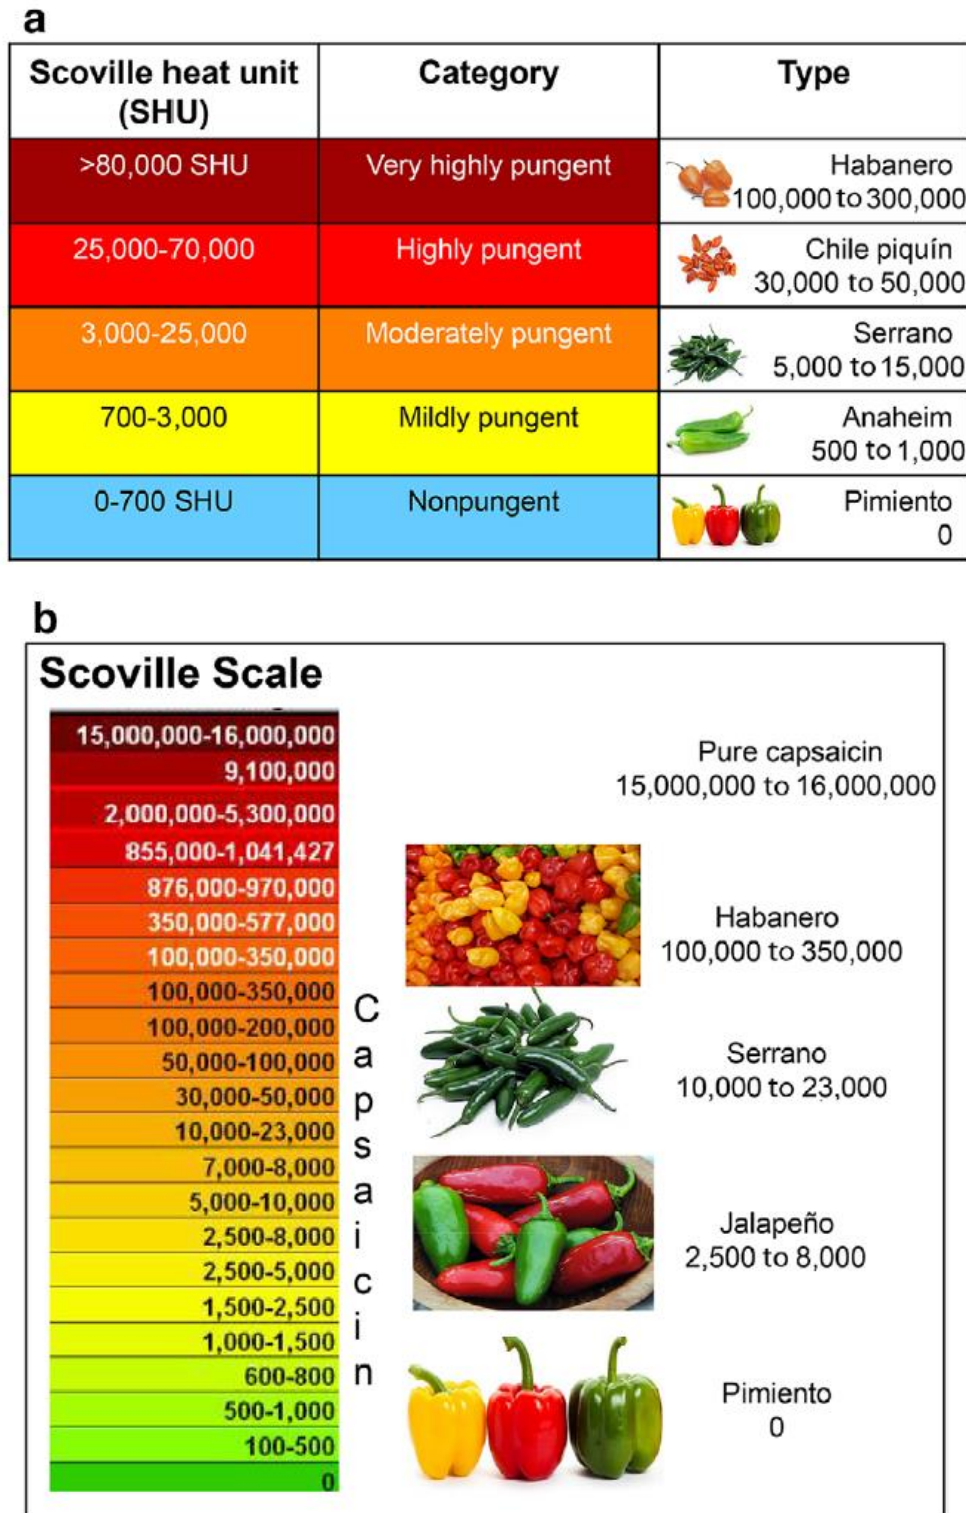 a
Scoville heat unit (SHU) Category Type
>80,000 SHU Very highly pungent Habanero
100,000 to 300,000
25,000-70,000 Highly pungent Chile piquín
30,000 to 50,000
3,000-25,000 Moderately pungent Serrano
5,000 to 15,000
700-3,000 Mildly pungent Anaheim
500 to 1,000
0-700 SHU Nonpungent Pimiento
0
b
Scoville Scale
15,000,000-16,000,000
9,100,000
2,000,000-5,300,000
855,000-1,041,427
876,000-970,000
350,000-577,000
100,000-350,000
100,000-350,000
100,000-200,000
50,000-100,000
30,000-50,000
10,000-23,000
7,000-8,000
5,000-10,000
2,500-8,000
2,500-5,000
1,500-2,500
1,000-1,500
600-800
500-1,000
100-500
0
Capsaicin
Pure capsaicin
15,000,000 to 16,000,000
Habanero
100,000 to 350,000
Serrano
10,000 to 23,000
Jalapeño
2,500 to 8,000
Pimiento
0